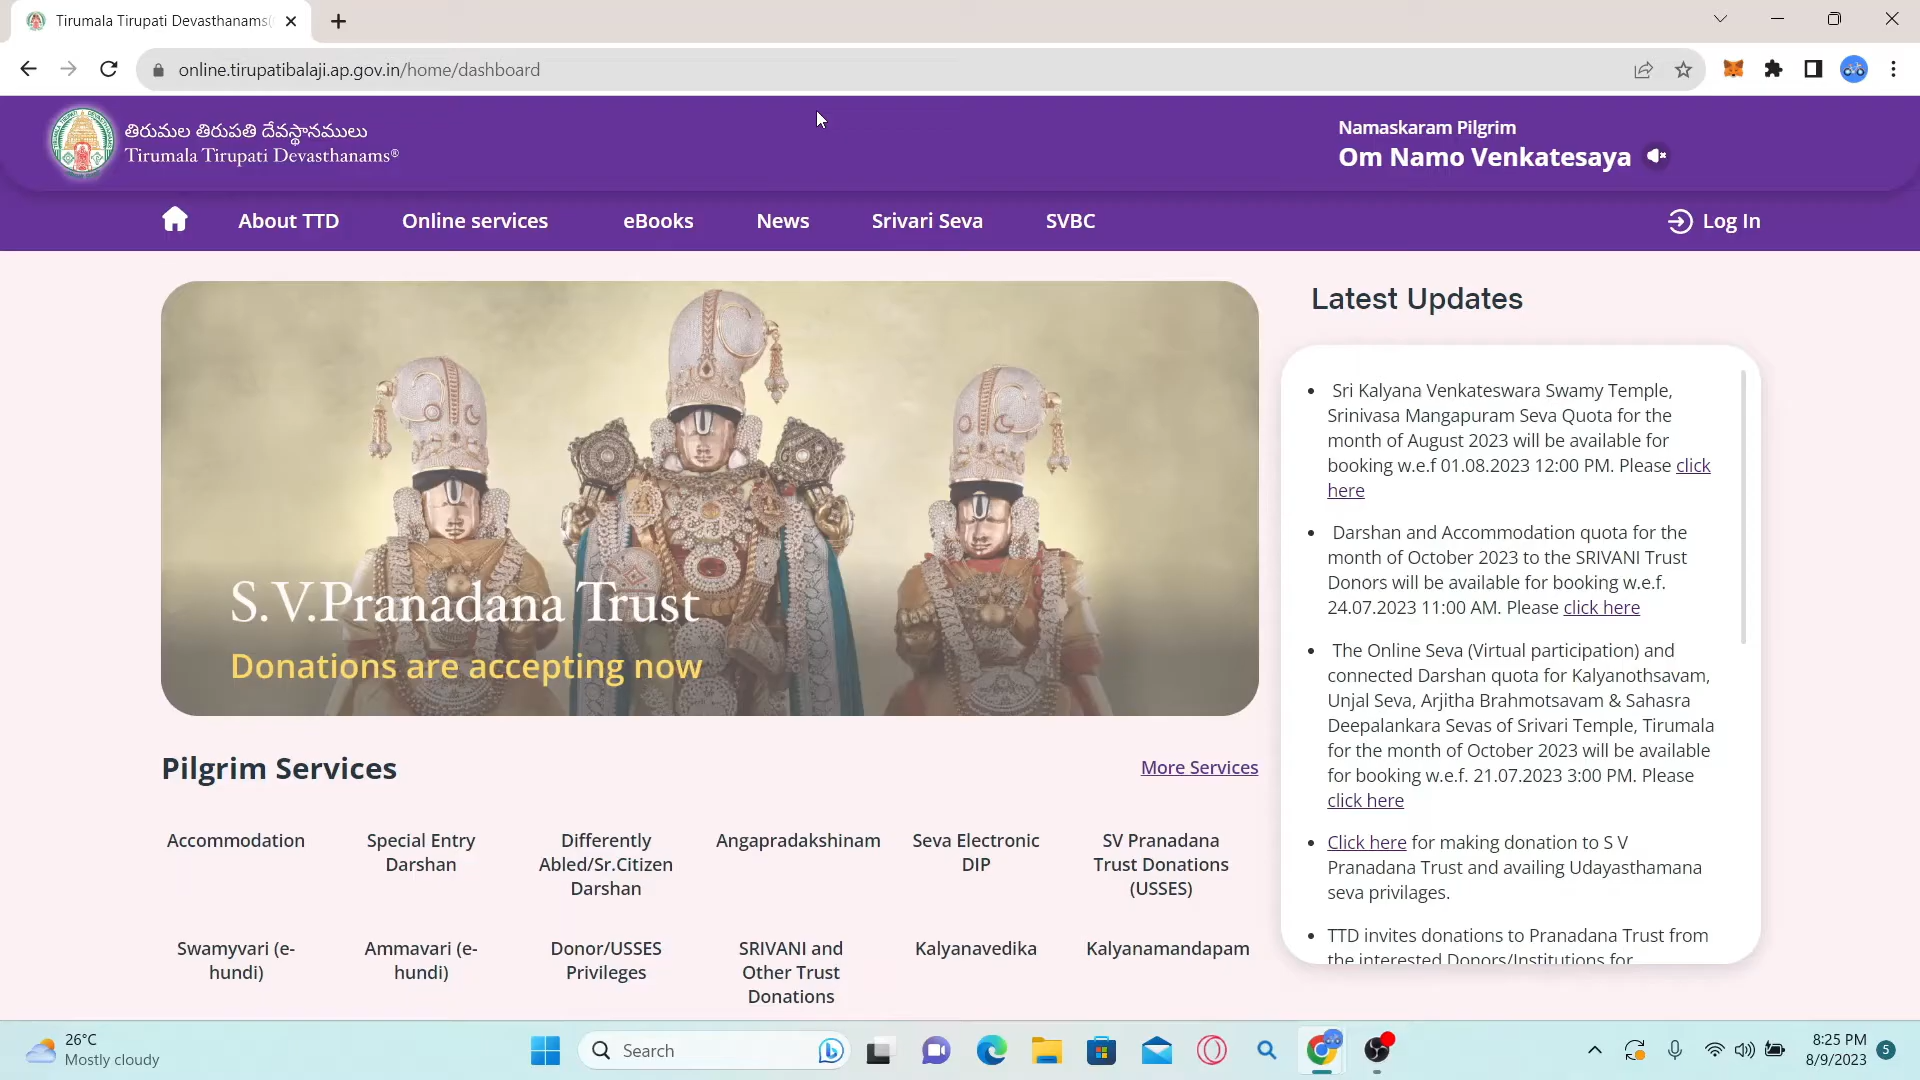 Tirumala Tirupati Devasthanams(
online.tirupatibalaji.ap.gov.in/home/dashboard
తిరుమల తిరుపతి దేవస్థానములు
Tirumala Tirupati Devasthanams®
Namaskaram Pilgrim
Om Namo Venkatesaya
About TTD
Online services
eBooks
News
Srivari Seva
SVBC
Log In
S.V.Pranadana Trust
Donations are accepting now
Latest Updates
• Sri Kalyana Venkateswara Swamy Temple,
Srinivasa Mangapuram Seva Quota for the
month of August 2023 will be available for
booking w.e.f 01.08.2023 12:00 PM. Please click
here
• Darshan and Accommodation quota for the
month of October 2023 to the SRIVANI Trust
Donors will be available for booking w.e.f.
24.07.2023 11:00 AM. Please click here
• The Online Seva (Virtual participation) and
connected Darshan quota for Kalyanothsavam,
Unjal Seva, Arjitha Brahmotsavam & Sahasra
Deepalankara Sevas of Srivari Temple, Tirumala
for the month of October 2023 will be available
for booking w.e.f. 21.07.2023 3:00 PM. Please
click here
• Click here for making donation to S V
Pranadana Trust and availing Udayasthamana
seva privilages.
• TTD invites donations to Pranadana Trust from
the interested Donors/Institutions for
Pilgrim Services
More Services
Accommodation
Special Entry
Darshan
Differently
Abled/Sr.Citizen
Darshan
Angapradakshinam
Seva Electronic
DIP
SV Pranadana
Trust Donations
(USSES)
Swamyvari (e-
hundi)
Ammavari (e-
hundi)
Donor/USSES
Privileges
SRIVANI and
Other Trust
Donations
Kalyanavedika
Kalyanamandapam
26°C
Mostly cloudy
Search
8:25 PM
8/9/2023
5